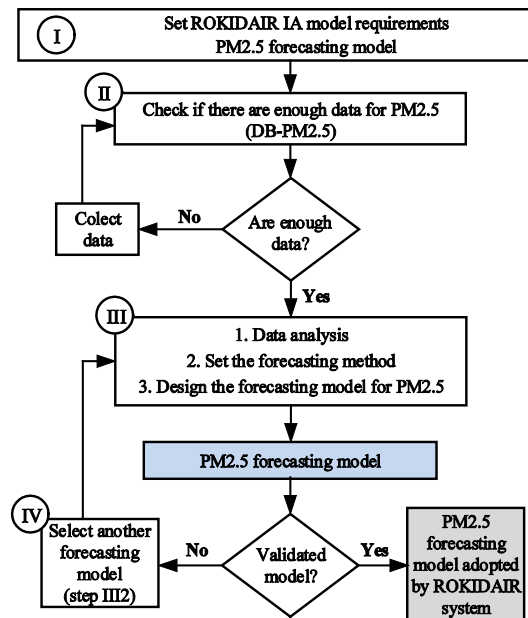 I
Set ROKIDAIR IA model requirements
PM2.5 forecasting model
II
Check if there are enough data for PM2.5
(DB-PM2.5)
Colect
data
No
Are enough
data?
Yes
III
1. Data analysis
2. Set the forecasting method
3. Design the forecasting model for PM2.5
PM2.5 forecasting model
IV
Select another
forecasting
model
(step III2)
No
Validated
model?
Yes
PM2.5
forecasting
model adopted
by ROKIDAIR
system